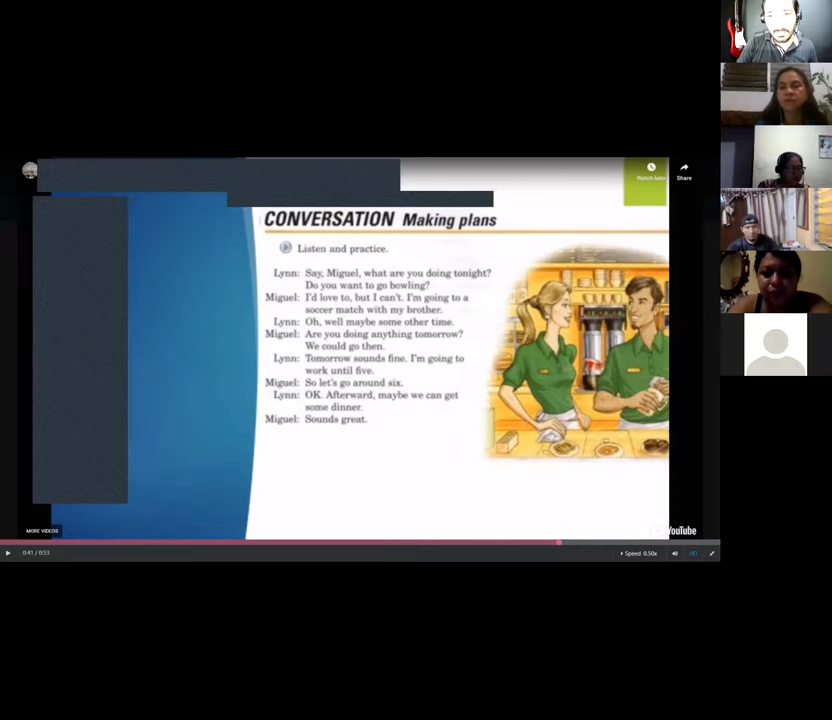 Watch later
Share
CONVERSATION Making plans
Listen and practice.
Lynn: Say, Miguel, what are you doing tonight?
Do you want to go bowling?
Miguel: I'd love to, but I can't. I'm going to a
soccer match with my brother.
Lynn: Oh, well maybe some other time.
Miguel: Are you doing anything tomorrow?
We could go then.
Lynn: Tomorrow sounds fine. I'm going to
work until five.
Miguel: So let's go around six.
Lynn: OK. Afterward, maybe we can get
some dinner.
Miguel: Sounds great.
MORE VIDEOS
YouTube
0:41 / 0:53
Speed 0.50x
HD